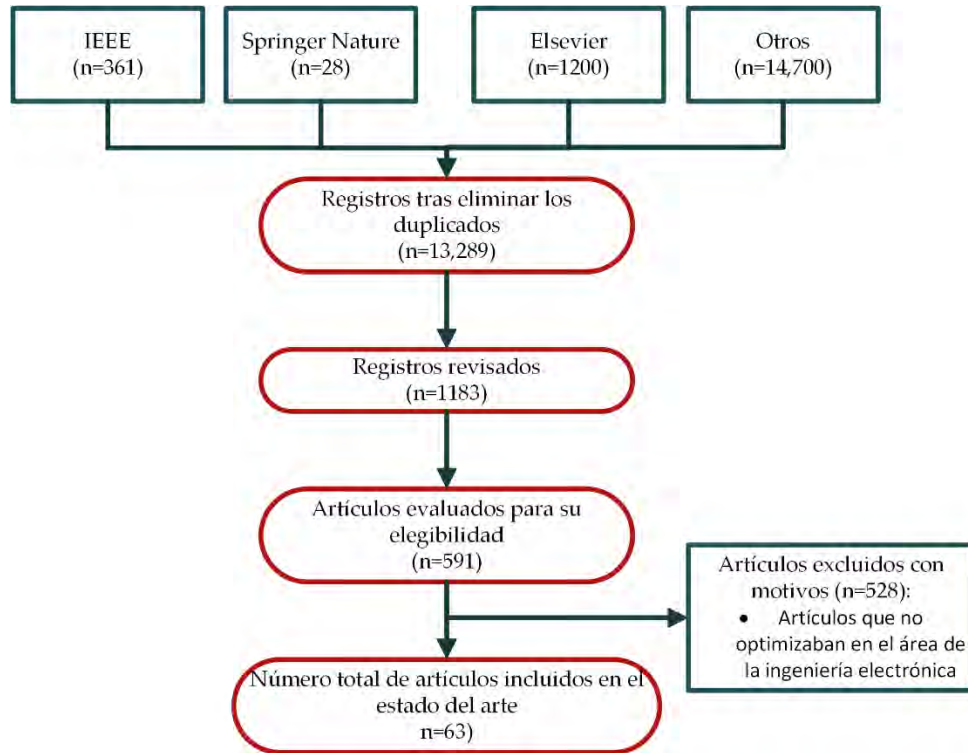 IEEE
(n=361)
Springer Nature
(n=28)
Elsevier
(n=1200)
Otros
(n=14,700)
Registros tras eliminar los
duplicados
(n=13,289)
Registros revisados
(n=1183)
Artículos evaluados para su
elegibilidad
(n=591)
Artículos excluidos con
motivos (n=528):
• Artículos que no
optimizaban en el área de
la ingeniería electrónica
Número total de artículos incluidos en el
estado del arte
n=63)